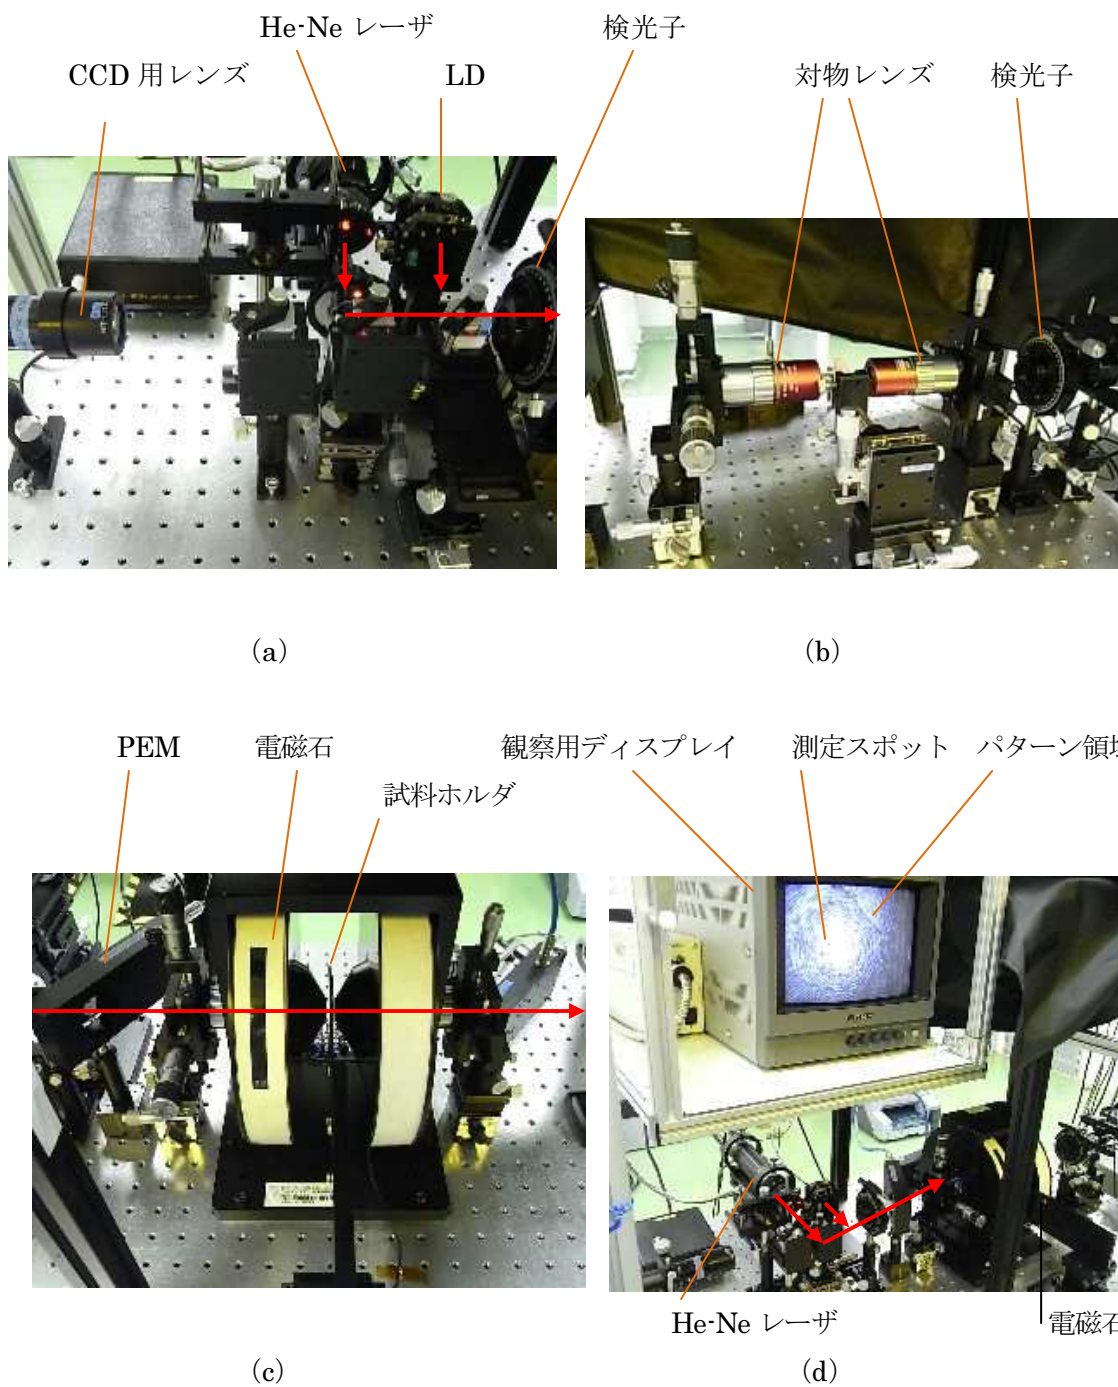 He-Ne レーザ
検光子
CCD 用レンズ
LD
対物レンズ
検光子
(a)
(b)
PEM
電磁石
観察用ディスプレイ
測定スポット
パターン領域
試料ホルダ
He-Ne レーザ
電磁石
(c)
(d)